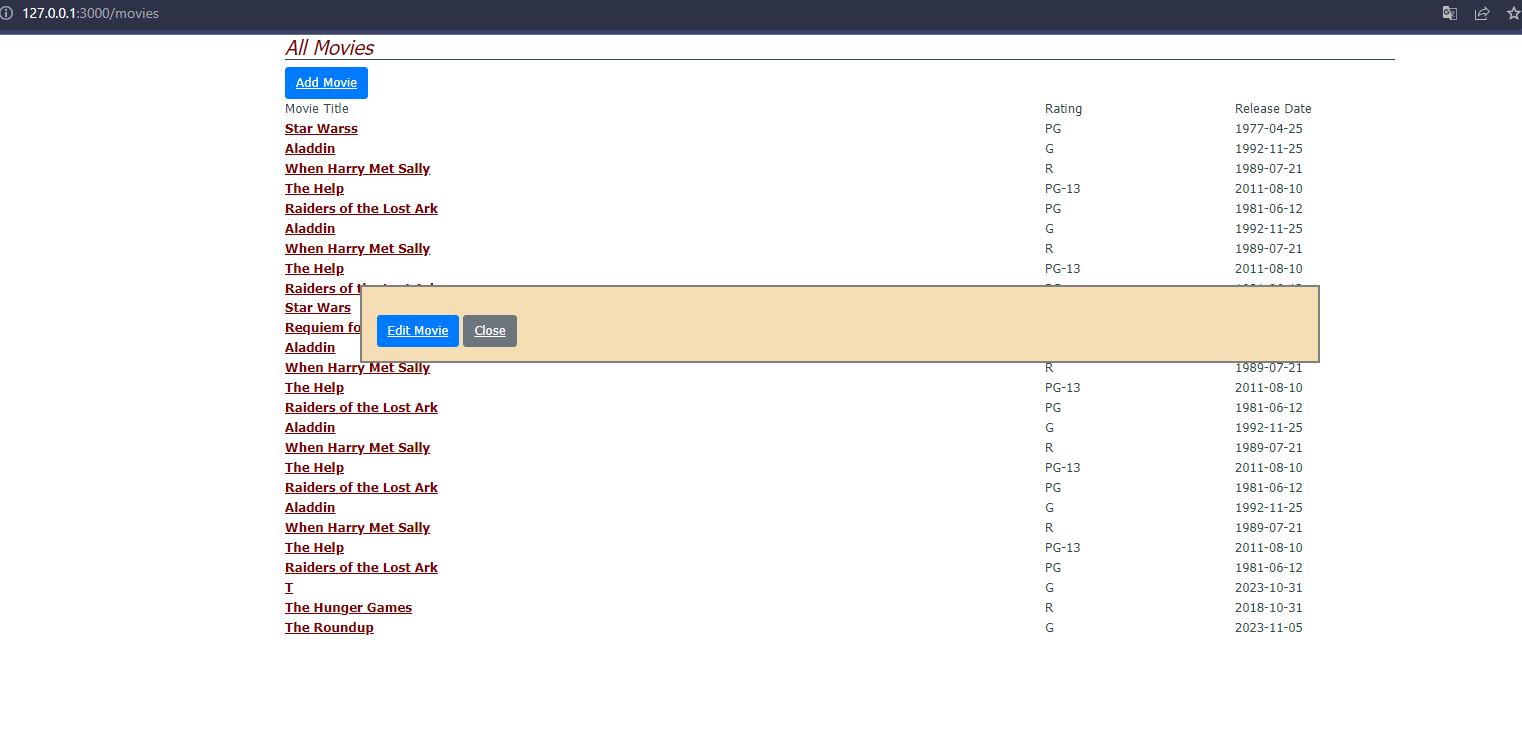 127.0.0.1:3000/movies
All Movies
Add Movie
Movie Title Rating Release Date
Star Warss PG 1977-04-25
Aladdin G 1992-11-25
When Harry Met Sally R 1989-07-21
The Help PG-13 2011-08-10
Raiders of the Lost Ark PG 1981-06-12
Aladdin G 1992-11-25
When Harry Met Sally R 1989-07-21
The Help PG-13 2011-08-10
Raiders of
Star Wars
Requiem fo
Edit Movie Close
Aladdin
When Harry Met Sally R 1989-07-21
The Help PG-13 2011-08-10
Raiders of the Lost Ark PG 1981-06-12
Aladdin G 1992-11-25
When Harry Met Sally R 1989-07-21
The Help PG-13 2011-08-10
Raiders of the Lost Ark PG 1981-06-12
Aladdin G 1992-11-25
When Harry Met Sally R 1989-07-21
The Help PG-13 2011-08-10
Raiders of the Lost Ark PG 1981-06-12
T G 2023-10-31
The Hunger Games R 2018-10-31
The Roundup G 2023-11-05